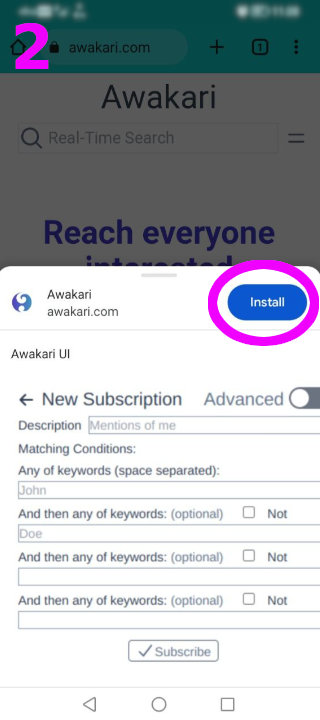 2
awakari.com
1
Awakari
Real-Time Search
Reach everyone
interested
Awakari
awakari.com
Install
Awakari UI
New Subscription Advanced
Description Mentions of me
Matching Conditions:
Any of keywords (space separated):
John
And then any of keywords: (optional) Not
Doe
And then any of keywords: (optional) Not
And then any of keywords: (optional) Not
Subscribe